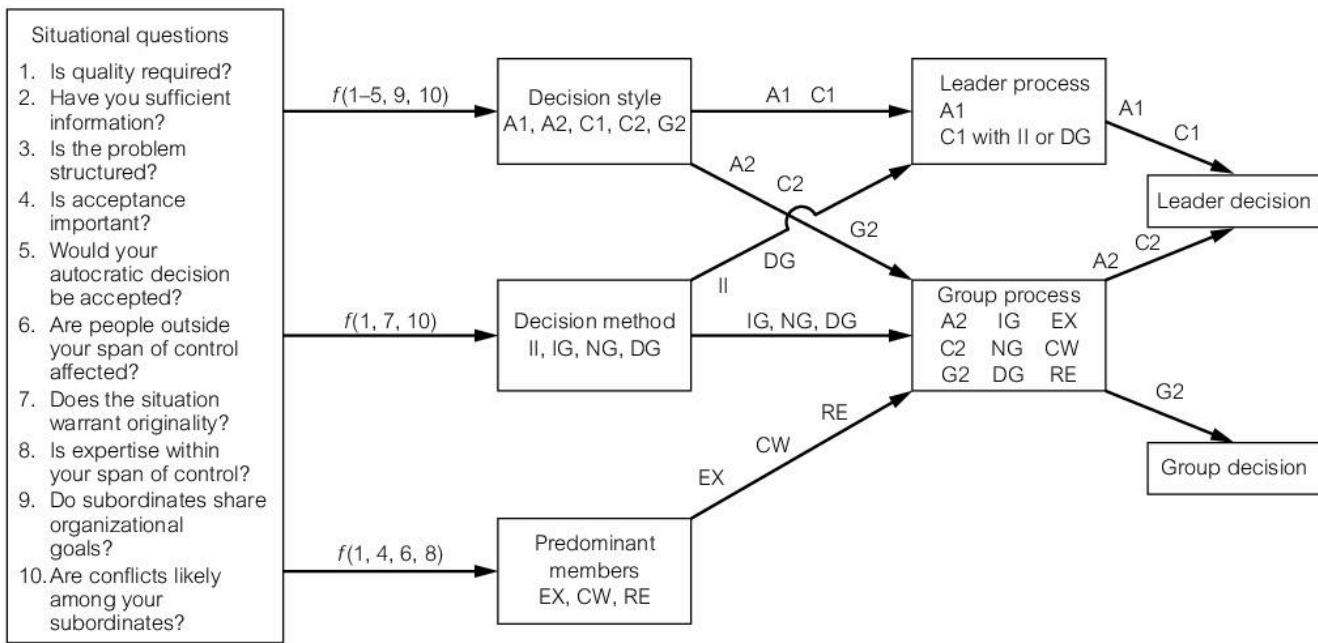 Situational questions
1. Is quality required?
2. Have you sufficient
information?
3. Is the problem
structured?
4. Is acceptance
important?
5. Would your
autocratic decision
be accepted?
6. Are people outside
your span of control
affected?
7. Does the situation
warrant originality?
8. Is expertise within
your span of control?
9. Do subordinates share
organizational
goals?
10. Are conflicts likely
among your
subordinates?
f(1–5, 9, 10)
f(1, 7, 10)
f(1, 4, 6, 8)
Decision style
A1, A2, C1, C2, G2
Decision method
II, IG, NG, DG
Predominant
members
EX, CW, RE
A1 C1
A2
C2
G2
DG
II
IG, NG, DG
RE
CW
EX
Leader process
A1
C1 with II or DG
Group process
A2 IG EX
C2 NG CW
G2 DG RE
A1
C1
Leader decision
C2
A2
G2
Group decision